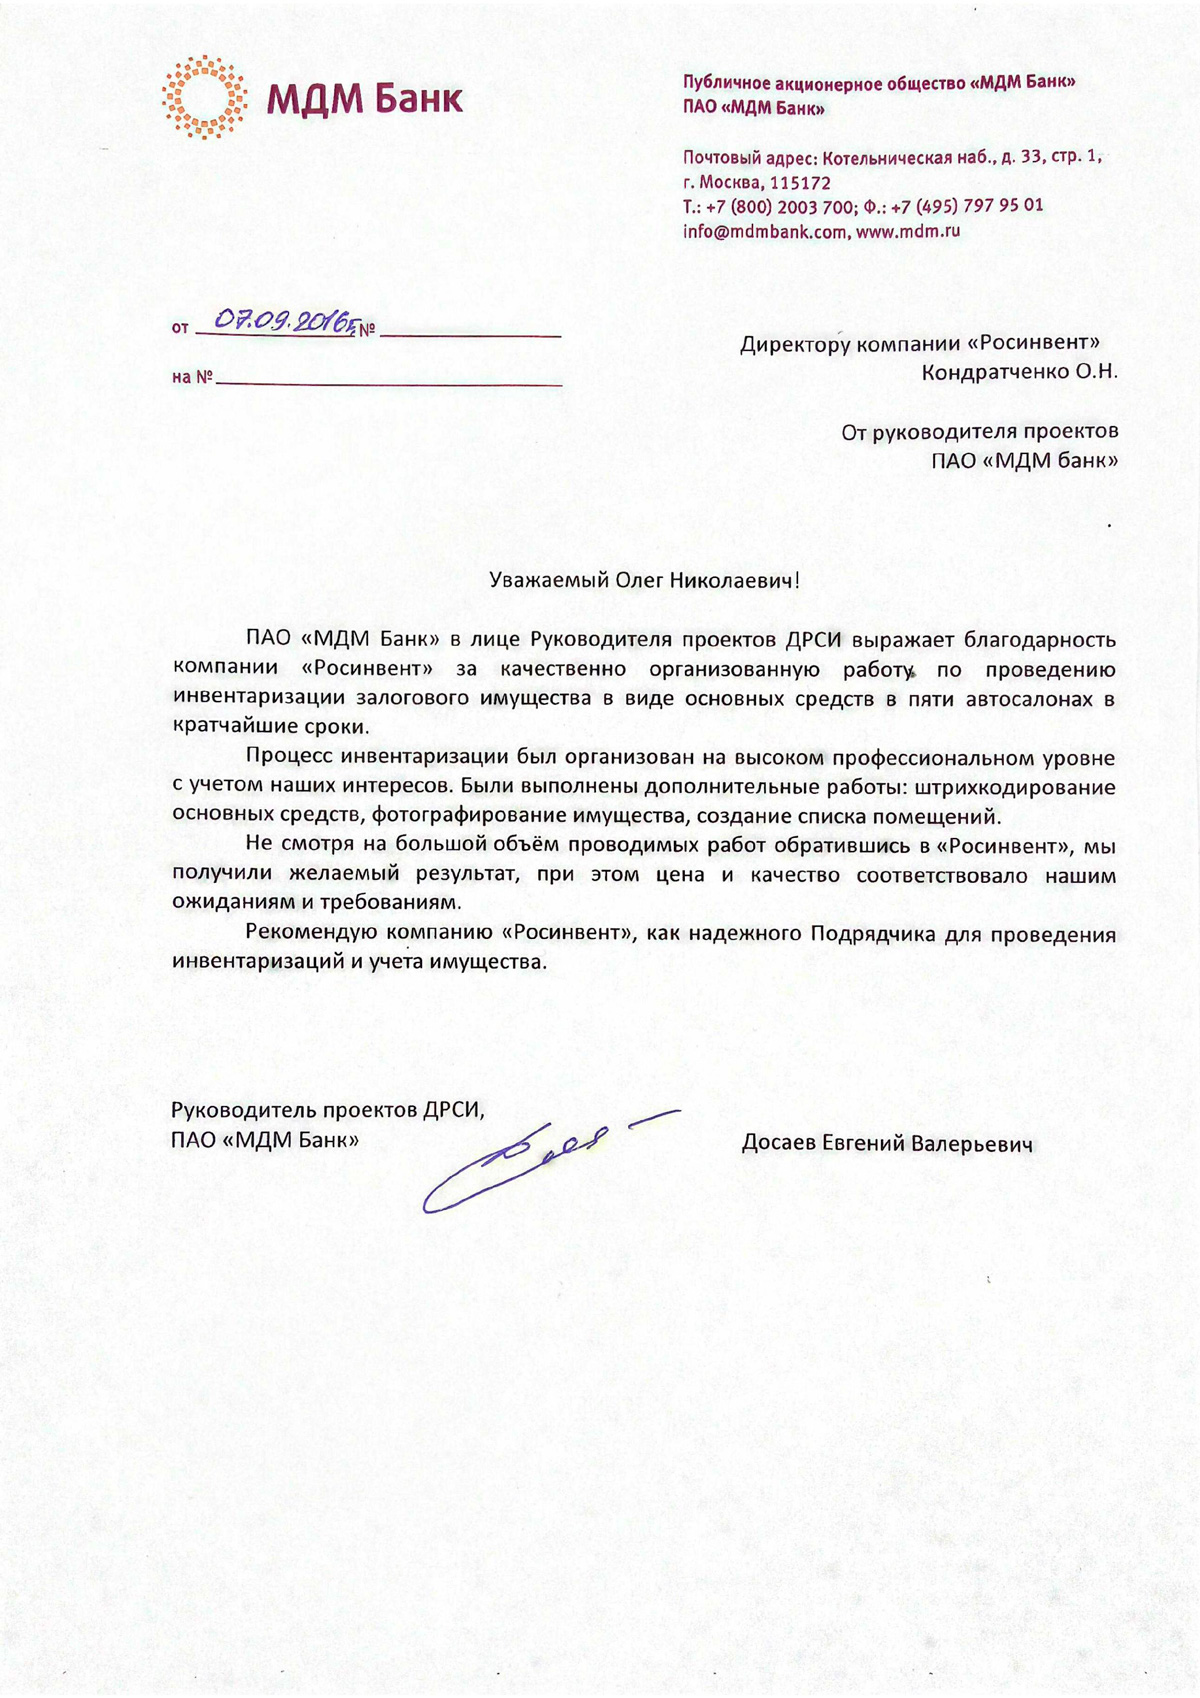 МДМ Банк
Публичное акционерное общество «МДМ Банк»
ПАО «МДМ Банк»
Почтовый адрес: Котельническая наб., д. 33, стр. 1,
г. Москва, 115172
Т.: +7 (800) 2003 700; Ф.: +7 (495) 797 95 01
info@mdmbank.com, www.mdm.ru
от 07.09.2016г. №
на №
Директору компании «Росинвент»
Кондратченко О.Н.
От руководителя проектов
ПАО «МДМ банк»
Уважаемый Олег Николаевич!
ПАО «МДМ Банк» в лице Руководителя проектов ДРСИ выражает благодарность
компании «Росинвент» за качественно организованную работу по проведению
инвентаризации залогового имущества в виде основных средств в пяти автосалонах в
кратчайшие сроки.
Процесс инвентаризации был организован на высоком профессиональном уровне
с учетом наших интересов. Были выполнены дополнительные работы: штрихкодирование
основных средств, фотографирование имущества, создание списка помещений.
Не смотря на большой объём проводимых работ обратившись в «Росинвент», мы
получили желаемый результат, при этом цена и качество соответствовало нашим
ожиданиям и требованиям.
Рекомендую компанию «Росинвент», как надежного Подрядчика для проведения
инвентаризаций и учета имущества.
Руководитель проектов ДРСИ,
ПАО «МДМ Банк»
Досаев Евгений Валерьевич